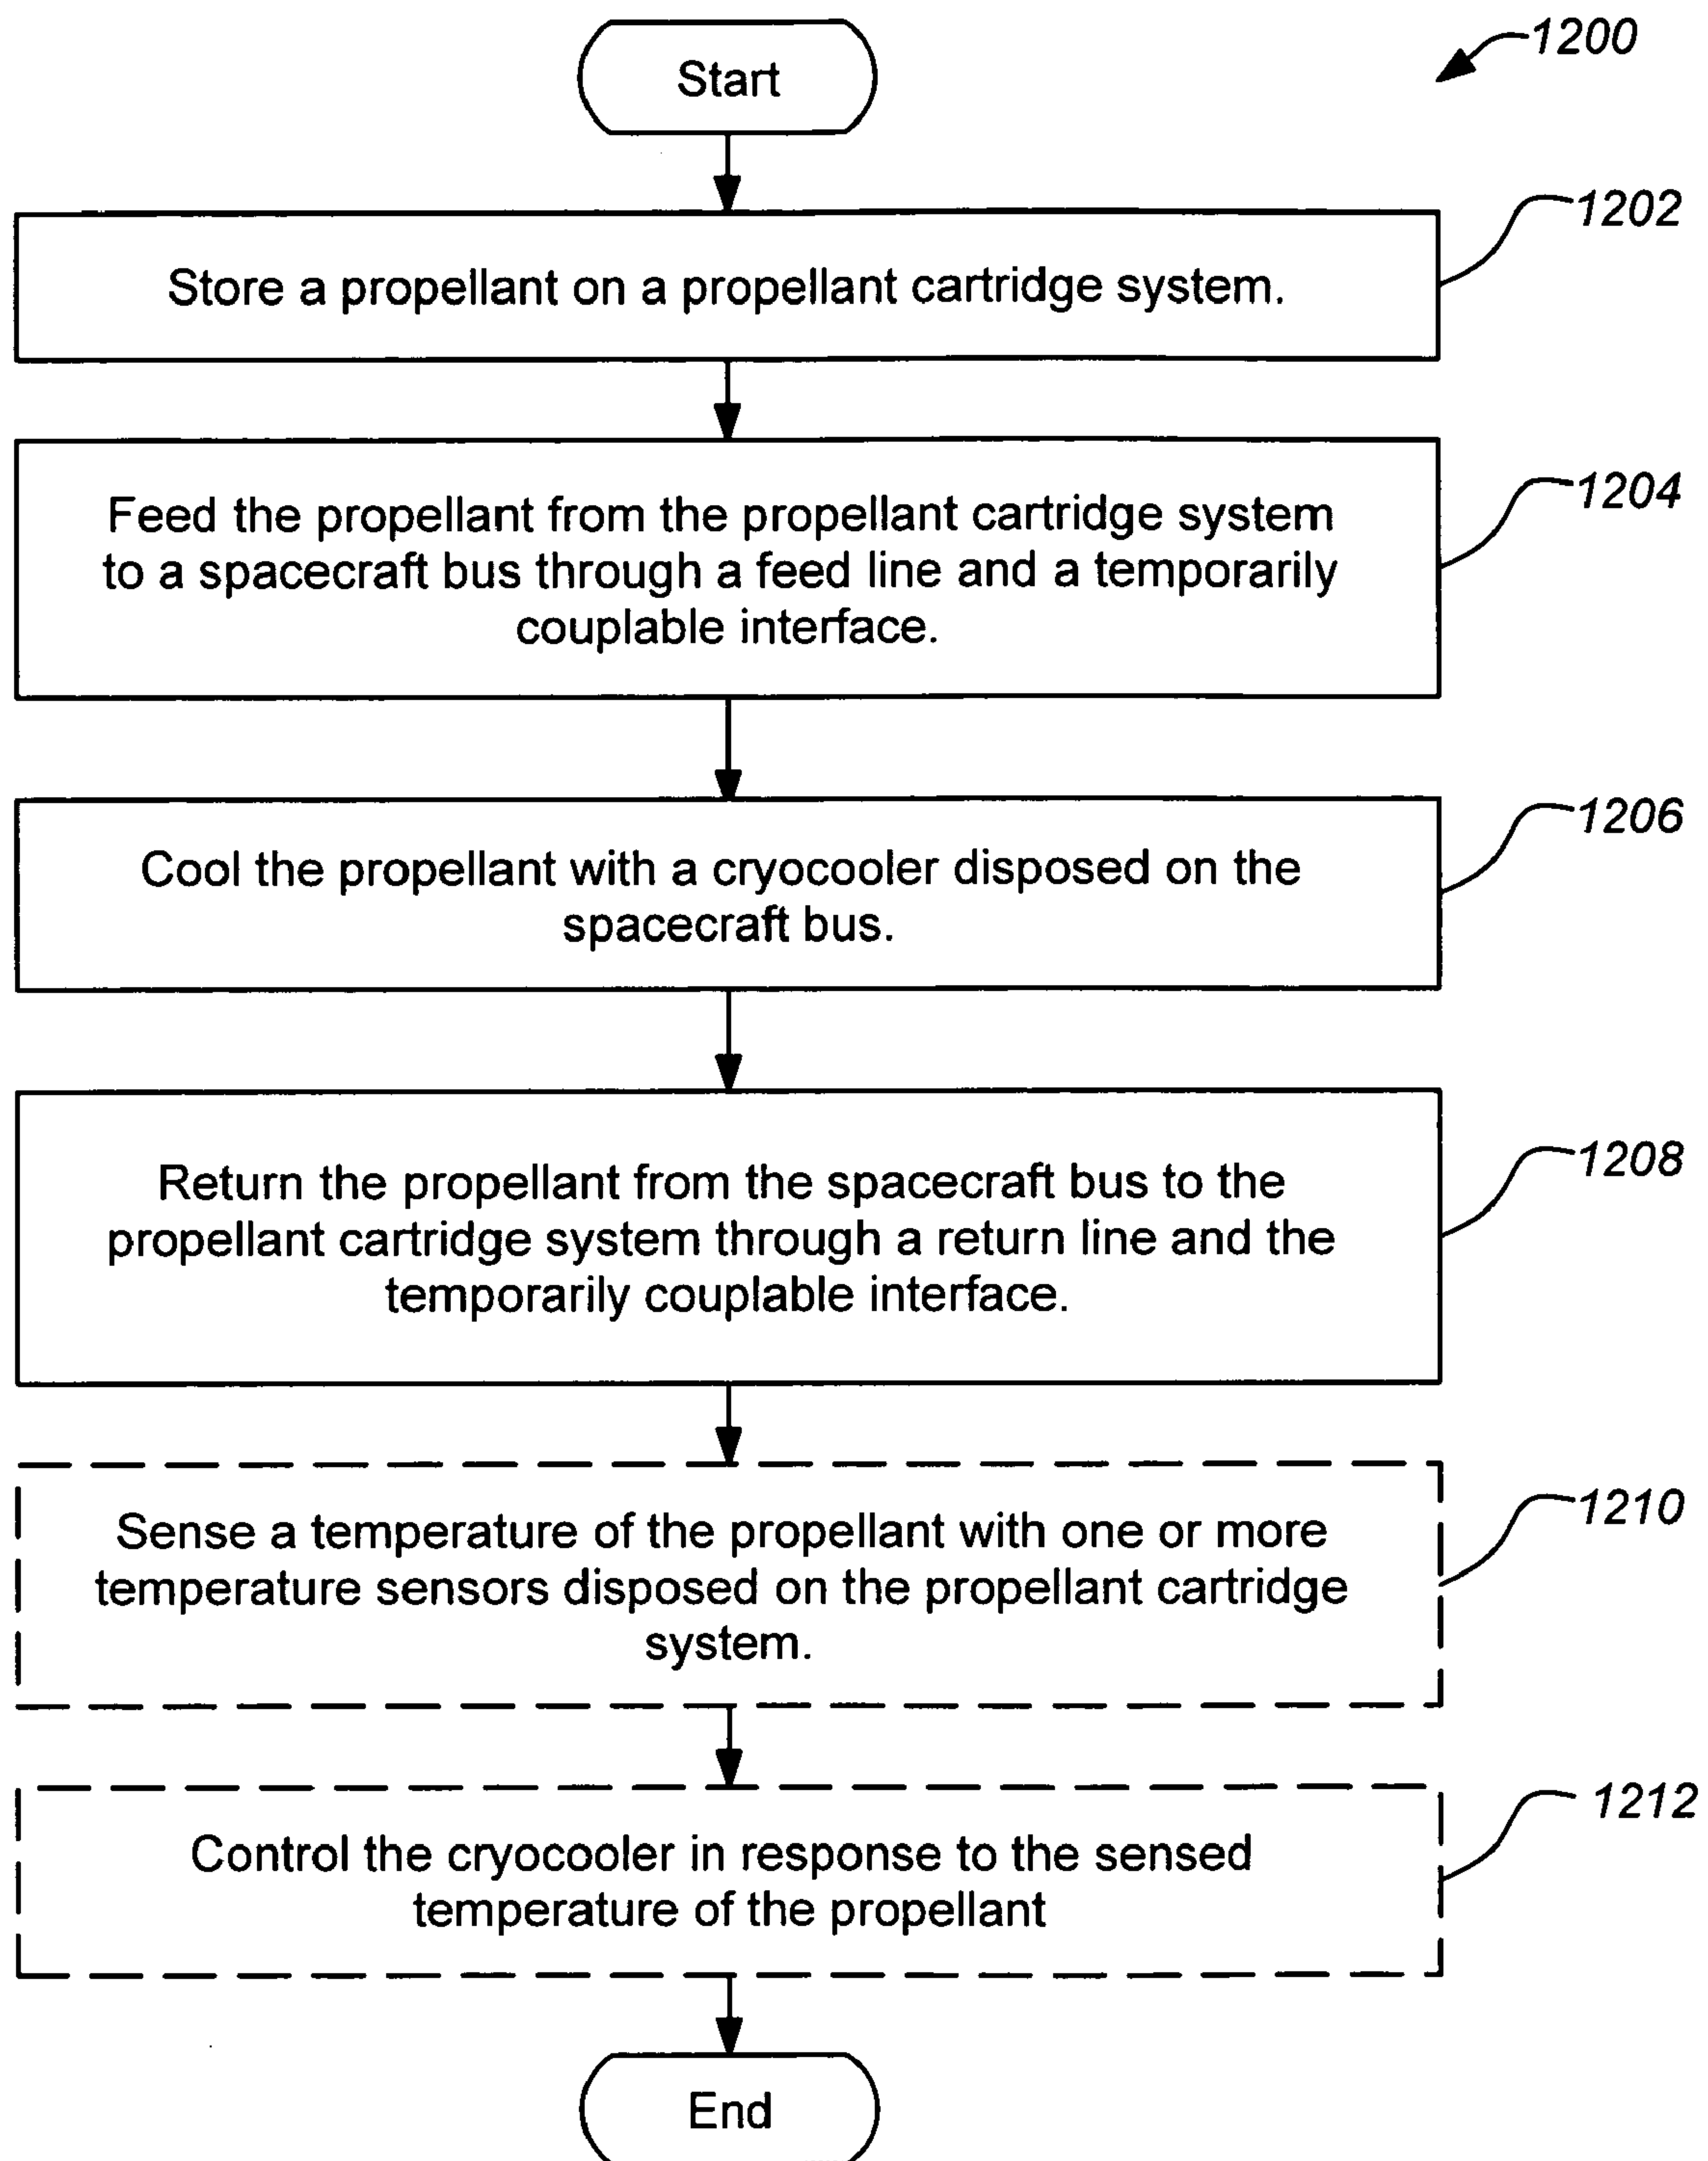 Start
1200
Store a propellant on a propellant cartridge system.
1202
Feed the propellant from the propellant cartridge system
to a spacecraft bus through a feed line and a temporarily
couplable interface.
1204
Cool the propellant with a cryocooler disposed on the
spacecraft bus.
1206
Return the propellant from the spacecraft bus to the
propellant cartridge system through a return line and the
temporarily couplable interface.
1208
Sense a temperature of the propellant with one or more
temperature sensors disposed on the propellant cartridge
system.
1210
Control the cryocooler in response to the sensed
temperature of the propellant
1212
End